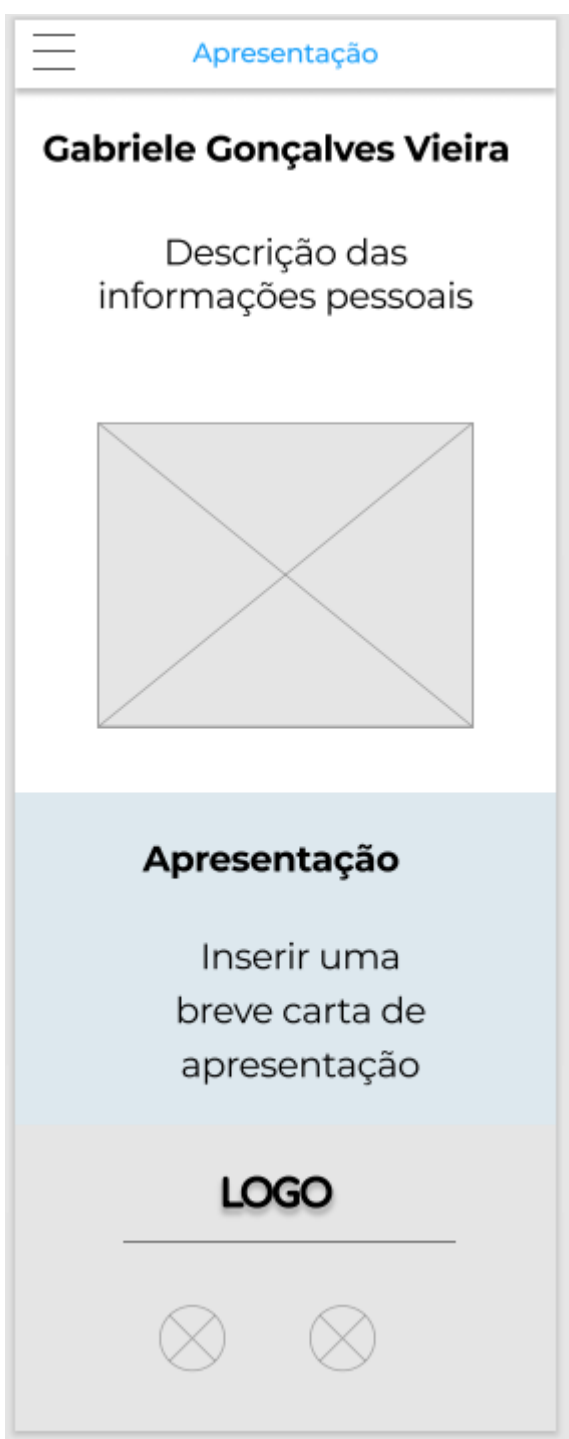 Apresentação
Gabriele Gonçalves Vieira
Descrição das
informações pessoais
Apresentação
Inserir uma
breve carta de
apresentação
LOGO